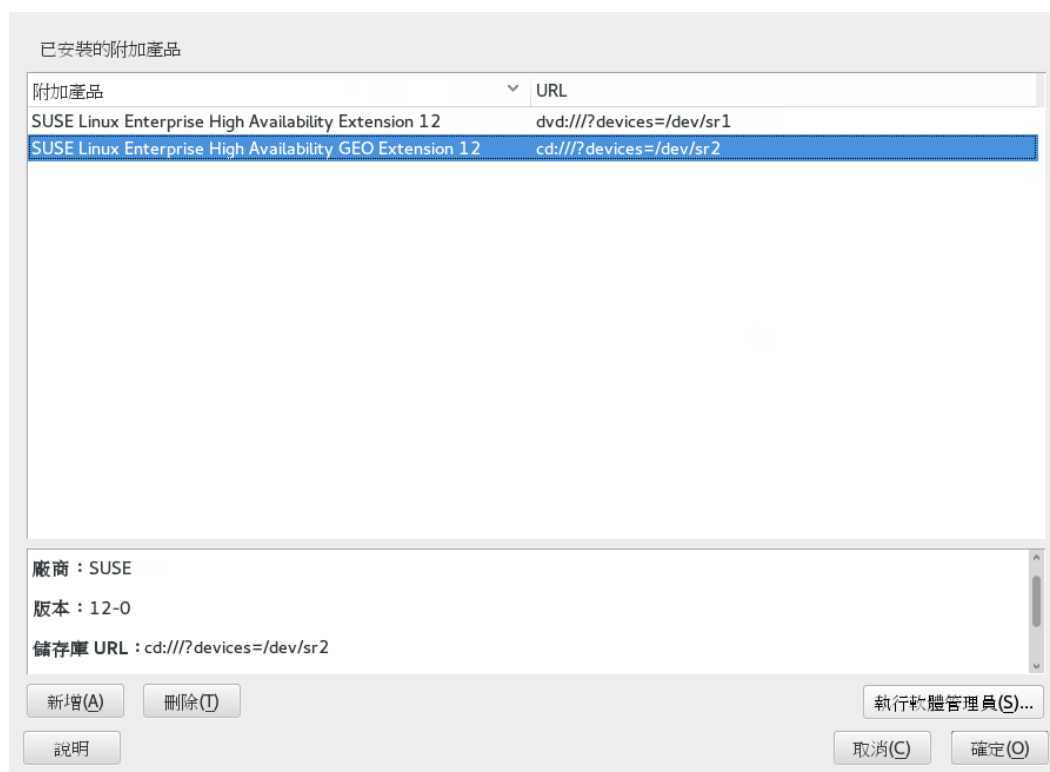 已安裝的附加產品
附加產品 URL
SUSE Linux Enterprise High Availability Extension 12 dvd:///?devices=/dev/sr1
SUSE Linux Enterprise High Availability GEO Extension 12 cd:///?devices=/dev/sr2
廠商：SUSE
版本：12-0
儲存庫 URL：cd:///?devices=/dev/sr2
新增(A) 刪除(T) 執行軟體管理員(S)...
說明 取消(C) 確定(O)